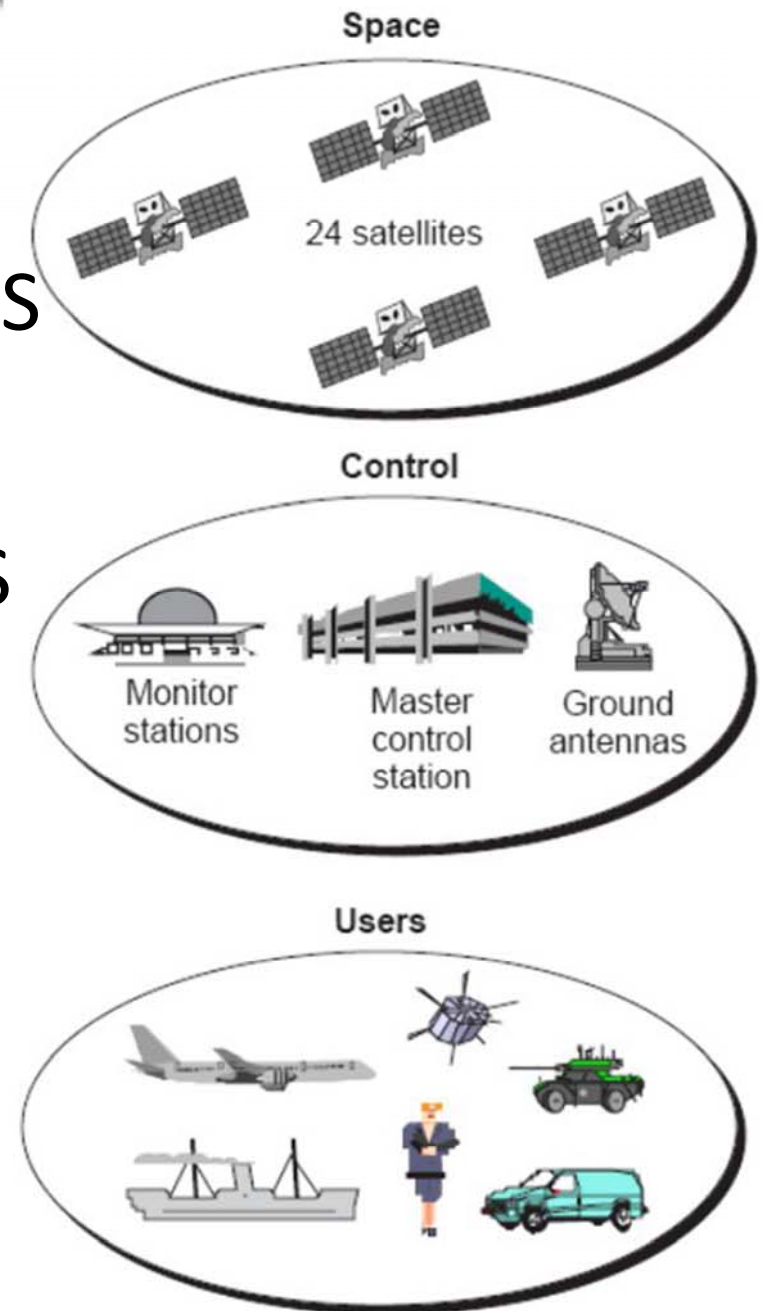 Space
24 satellites
S
Control
S
Monitor
stations
Master
control
station
Ground
antennas
Users